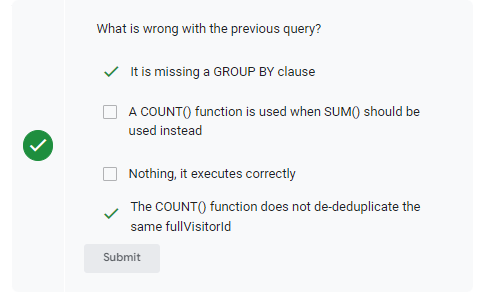 What is wrong with the previous query?
It is missing a GROUP BY clause
A COUNT() function is used when SUM() should be
used instead
Nothing, it executes correctly
The COUNT() function does not de-deduplicate the
same fullVisitorId
Submit